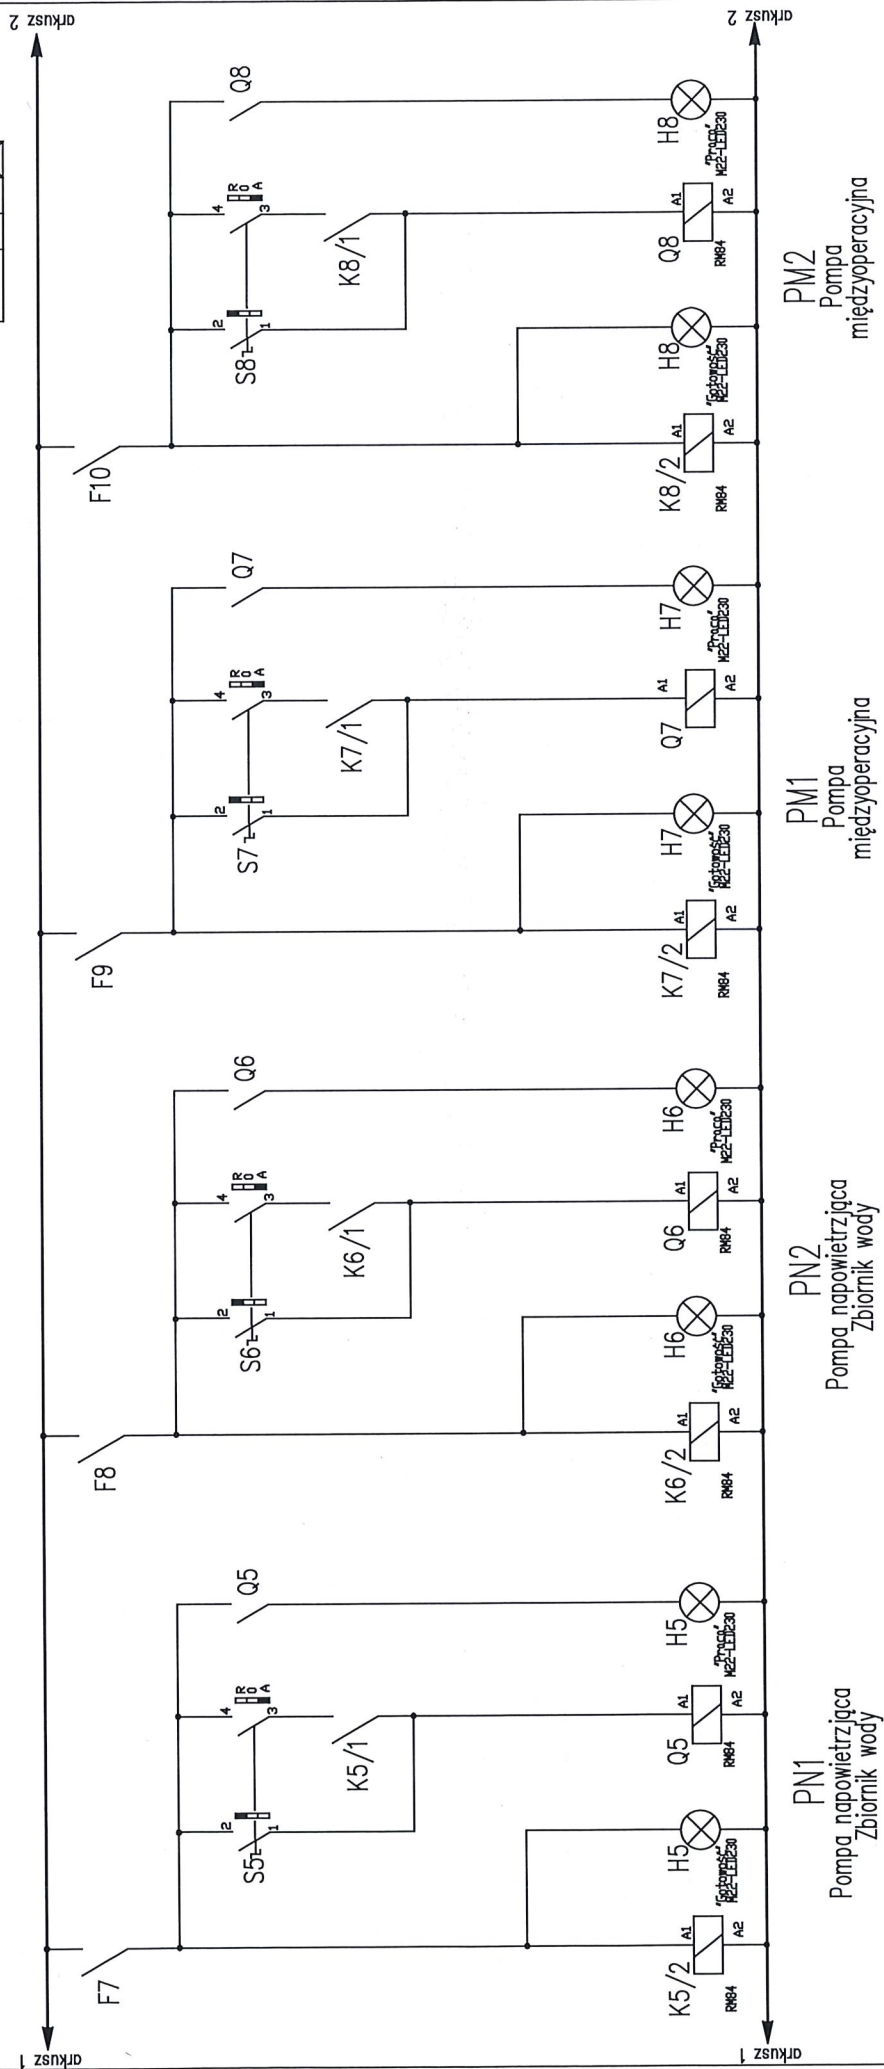 arkusz 1
arkusz 2
F7
S5
2
1
4
3
R
O
A
K5/1
Q5
K5/2
A1
A2
RM84
H5
"Gotowość"
M22-LED230
Q5
A1
A2
RM84
H5
"Praca"
M22-LED230
PN1
Pompa napowietrzjąca
Zbiornik wody
F8
S6
2
1
4
3
R
O
A
K6/1
Q6
K6/2
A1
A2
RM84
H6
"Gotowość"
M22-LED230
Q6
A1
A2
RM84
H6
"Praca"
M22-LED230
PN2
Pompa napowietrzjąca
Zbiornik wody
F9
S7
2
1
4
3
R
O
A
K7/1
Q7
K7/2
A1
A2
RM84
H7
"Gotowość"
M22-LED230
Q7
A1
A2
H7
"Praca"
M22-LED230
PM1
Pompa
międzyoperacyjna
F10
S8
2
1
4
3
R
O
A
K8/1
Q8
K8/2
A1
A2
RM84
H8
"Gotowość"
M22-LED230
Q8
A1
A2
RM84
H8
"Praca"
M22-LED230
PM2
Pompa
międzyoperacyjna
arkusz 1
arkusz 2